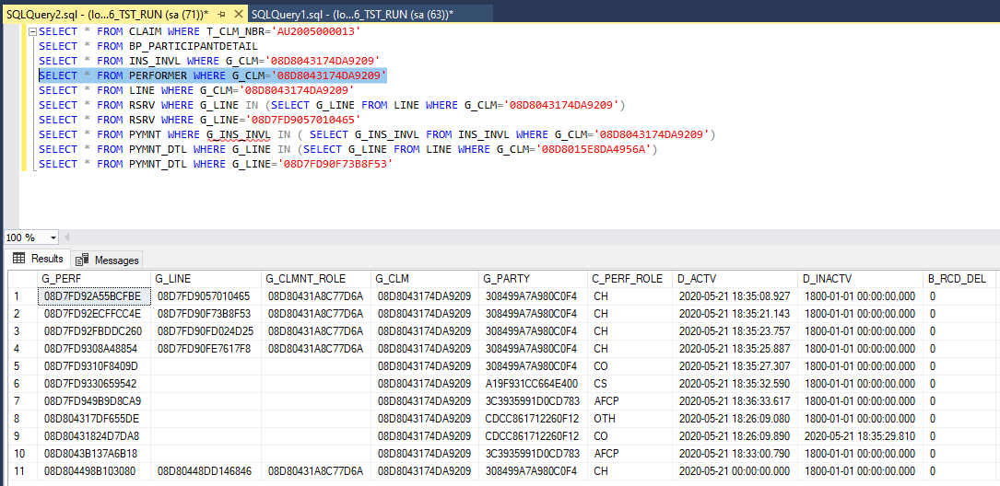 SQLQuery2.sql - (lo...6_TST_RUN (sa (71))* SQLQuery1.sql - (lo...6_TST_RUN (sa (63))*
SELECT * FROM CLAIM WHERE T_CLM_NBR='AU2005000013'
SELECT * FROM BP_PARTICIPANTDETAIL
SELECT * FROM INS_INVL WHERE G_CLM='08D8043174DA9209'
SELECT * FROM PERFORMER WHERE G_CLM='08D8043174DA9209'
SELECT * FROM LINE WHERE G_CLM='08D8043174DA9209'
SELECT * FROM RSRV WHERE G_LINE IN (SELECT G_LINE FROM LINE WHERE G_CLM='08D8043174DA9209')
SELECT * FROM RSRV WHERE G_LINE='08D7FD9057010465'
SELECT * FROM PYMNT WHERE G_INS_INVL IN ( SELECT G_INS_INVL FROM INS_INVL WHERE G_CLM='08D8043174DA9209')
SELECT * FROM PYMNT_DTL WHERE G_LINE IN (SELECT G_LINE FROM LINE WHERE G_CLM='08D8015E8DA4956A')
SELECT * FROM PYMNT_DTL WHERE G_LINE='08D7FD90F73B8F53'
100 %
Results Messages
G_PERF G_LINE G_CLMNT_ROLE G_CLM G_PARTY C_PERF_ROLE D_ACTV D_INACTV B_RCD_DEL
1 08D7FD92A55BCFBE 08D7FD9057010465 08D80431A8C77D6A 08D8043174DA9209 308499A7A980C0F4 CH 2020-05-21 18:35:08.927 1800-01-01 00:00:00.000 0
2 08D7FD92ECFFCC4E 08D7FD90F73B8F53 08D80431A8C77D6A 08D8043174DA9209 308499A7A980C0F4 CH 2020-05-21 18:35:21.143 1800-01-01 00:00:00.000 0
3 08D7FD92FBDDC260 08D7FD90FD024D25 08D80431A8C77D6A 08D8043174DA9209 308499A7A980C0F4 CH 2020-05-21 18:35:23.757 1800-01-01 00:00:00.000 0
4 08D7FD9308A48854 08D7FD90FE7617F8 08D80431A8C77D6A 08D8043174DA9209 308499A7A980C0F4 CH 2020-05-21 18:35:25.887 1800-01-01 00:00:00.000 0
5 08D7FD9310F8409D 08D8043174DA9209 308499A7A980C0F4 CO 2020-05-21 18:35:27.307 1800-01-01 00:00:00.000 0
6 08D7FD9330659542 08D8043174DA9209 A19F931CC664E400 CS 2020-05-21 18:35:32.590 1800-01-01 00:00:00.000 0
7 08D7FD949B9D8CA9 08D8043174DA9209 3C3935991D0CD783 AFCP 2020-05-21 18:36:33.617 1800-01-01 00:00:00.000 0
8 08D804317DF655DE 08D8043174DA9209 CDCC861712260F12 OTH 2020-05-21 18:26:09.080 1800-01-01 00:00:00.000 0
9 08D80431824D7DA8 08D8043174DA9209 CDCC861712260F12 CO 2020-05-21 18:26:09.890 2020-05-21 18:35:29.810 0
10 08D8043B137A6B18 08D8043174DA9209 3C3935991D0CD783 AFCP 2020-05-21 18:33:00.790 1800-01-01 00:00:00.000 0
11 08D804498B103080 08D80448DD146846 08D80431A8C77D6A 08D8043174DA9209 308499A7A980C0F4 CH 2020-05-21 00:00:00.000 1800-01-01 00:00:00.000 0